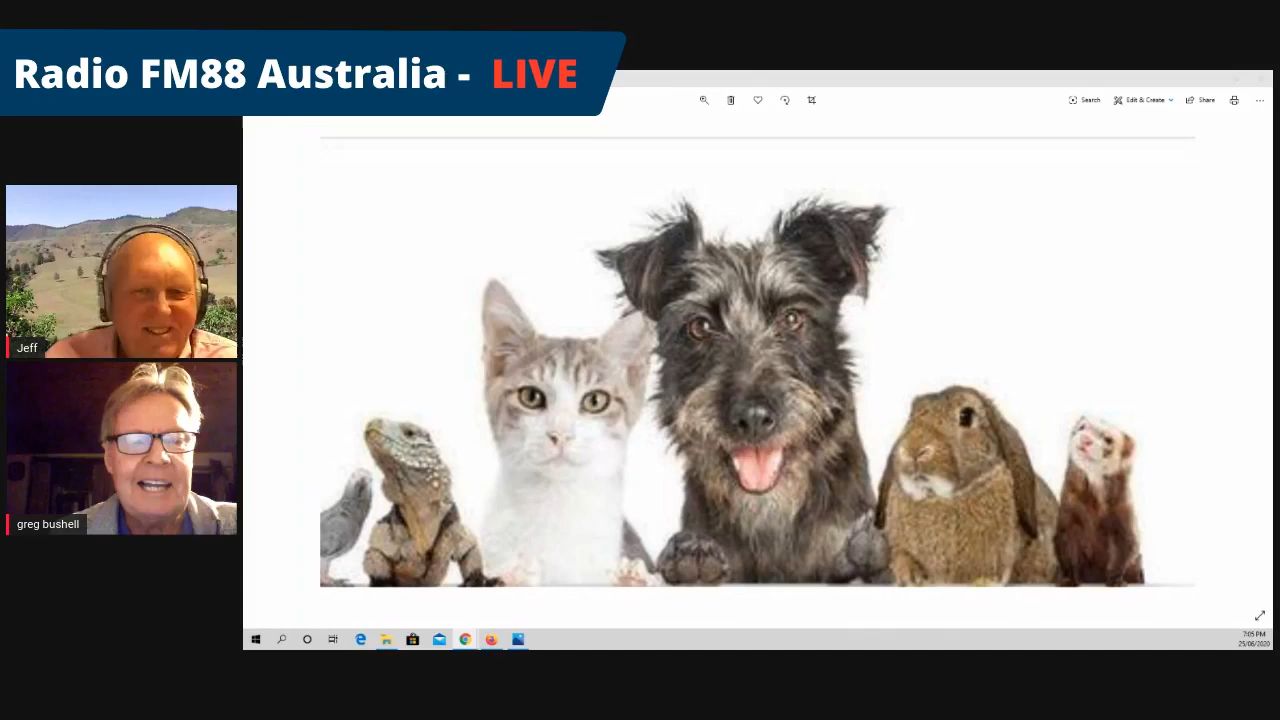 Radio FM88 Australia - LIVE
Search
Edit & Create
Share
Jeff
greg bushell
7:05 PM
25/06/2020